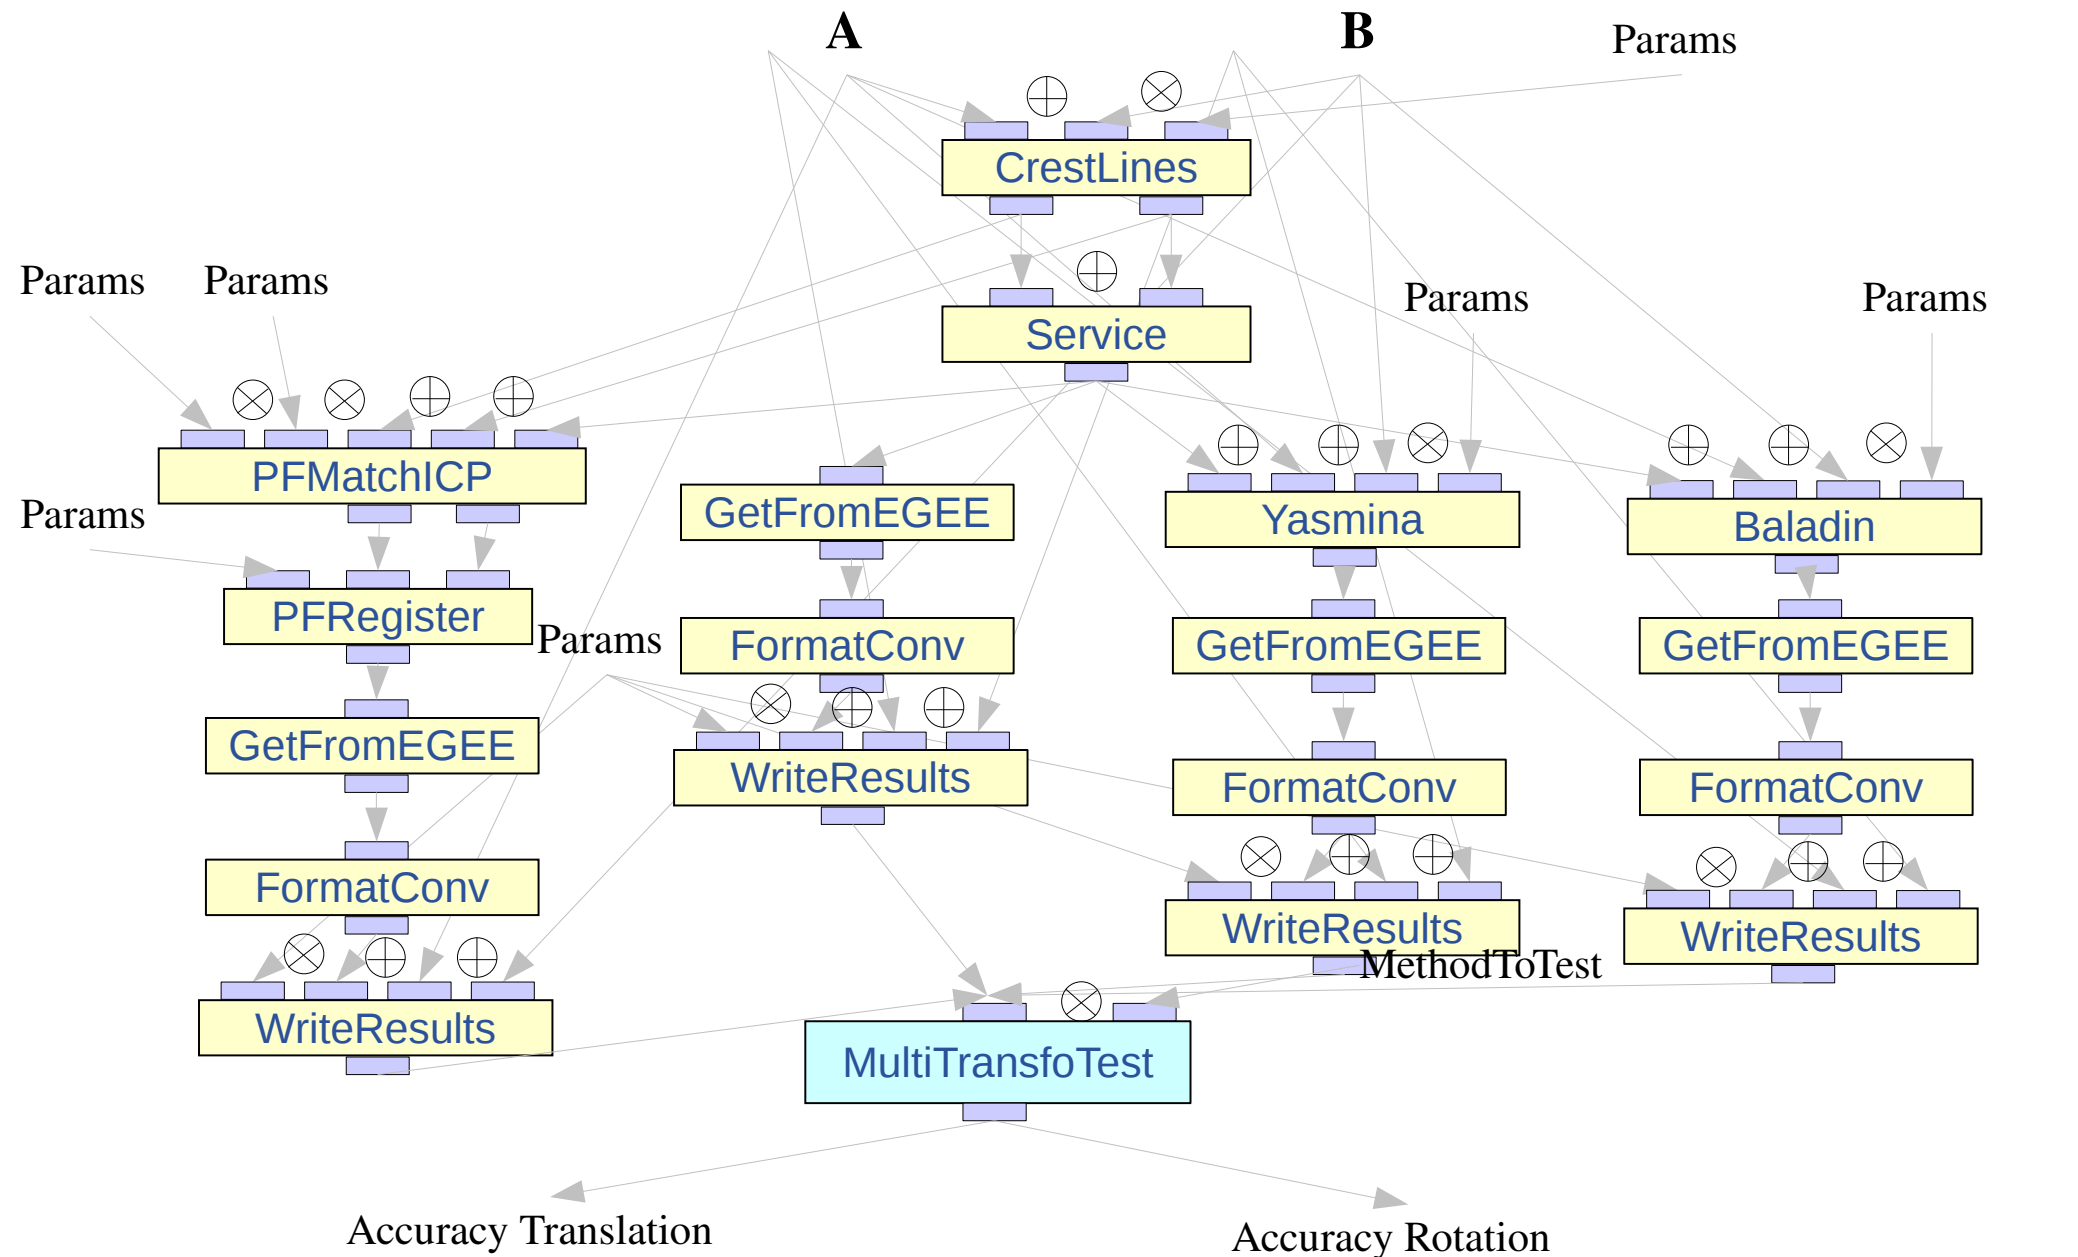 A
B
Params
CrestLines
Params
Params
Params
Params
Service
PFMatchICP
GetFromEGEE
Yasmina
Baladin
Params
PFRegister
Params
FormatConv
GetFromEGEE
GetFromEGEE
GetFromEGEE
WriteResults
FormatConv
FormatConv
FormatConv
WriteResults
WriteResults
MethodToTest
WriteResults
MultiTransfoTest
Accuracy Translation
Accuracy Rotation